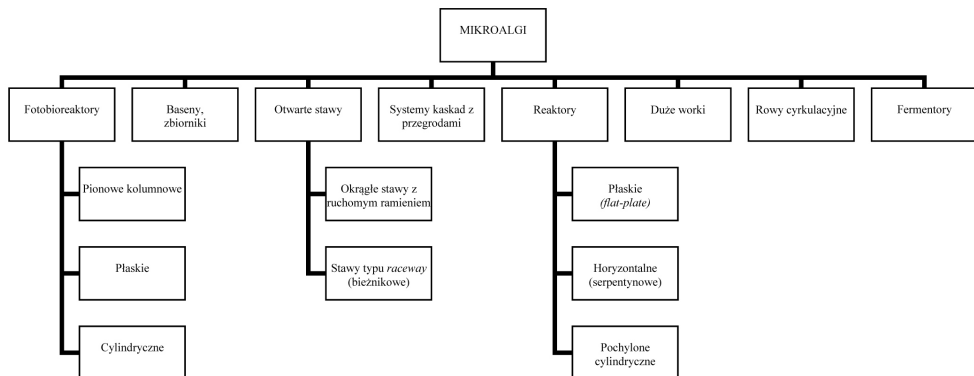 MIKROALGI
Fotobioreaktory
Baseny,
zbiorniki
Otwarte stawy
Systemy kaskad z
przegrodami
Reaktory
Duże worki
Rowy cyrkulacyjne
Fermentory
Pionowe kolumnowe
Płaskie
Cylindryczne
Okrągłe stawy z
ruchomym ramieniem
Stawy typu raceway
(bieżnikowe)
Płaskie
(flat-plate)
Horyzontalne
(serpentynowe)
Pochylone
cylindryczne